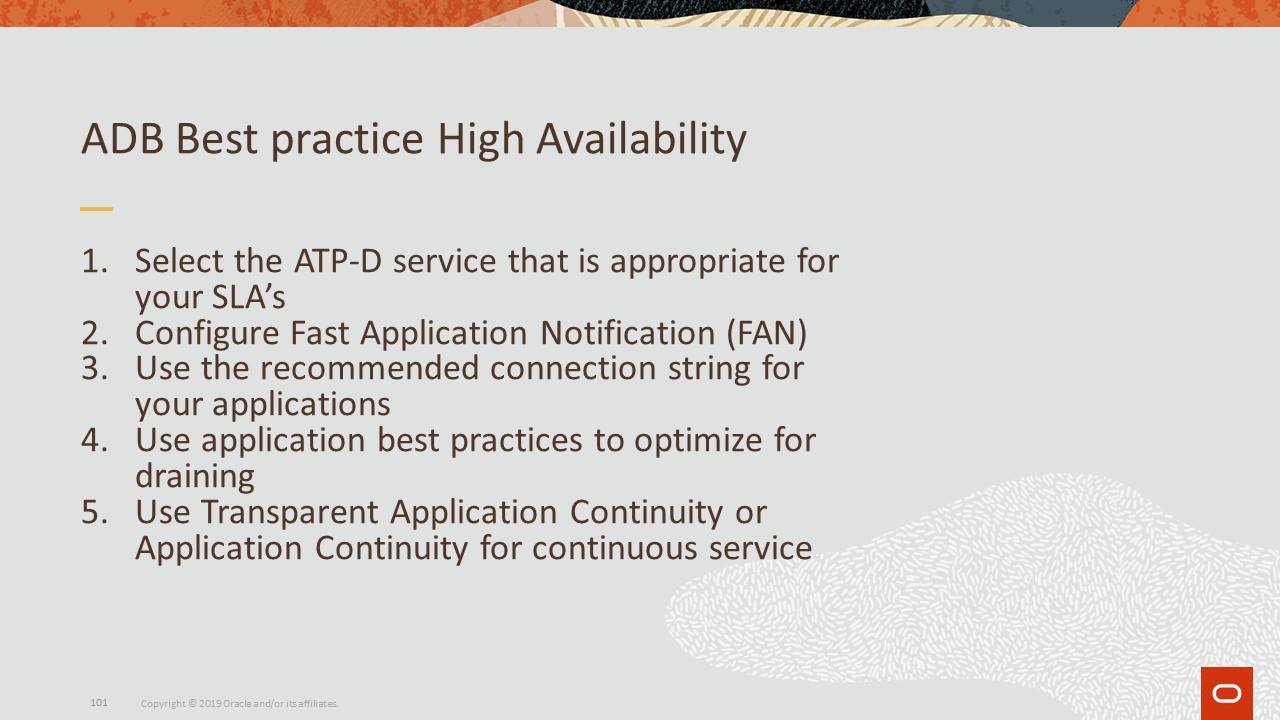 ADB Best practice High Availability
1. Select the ATP-D service that is appropriate for
your SLA’s
2. Configure Fast Application Notification (FAN)
3. Use the recommended connection string for
your applications
4. Use application best practices to optimize for
draining
5. Use Transparent Application Continuity or
Application Continuity for continuous service
101 Copyright © 2019 Oracle and/or its affiliates.